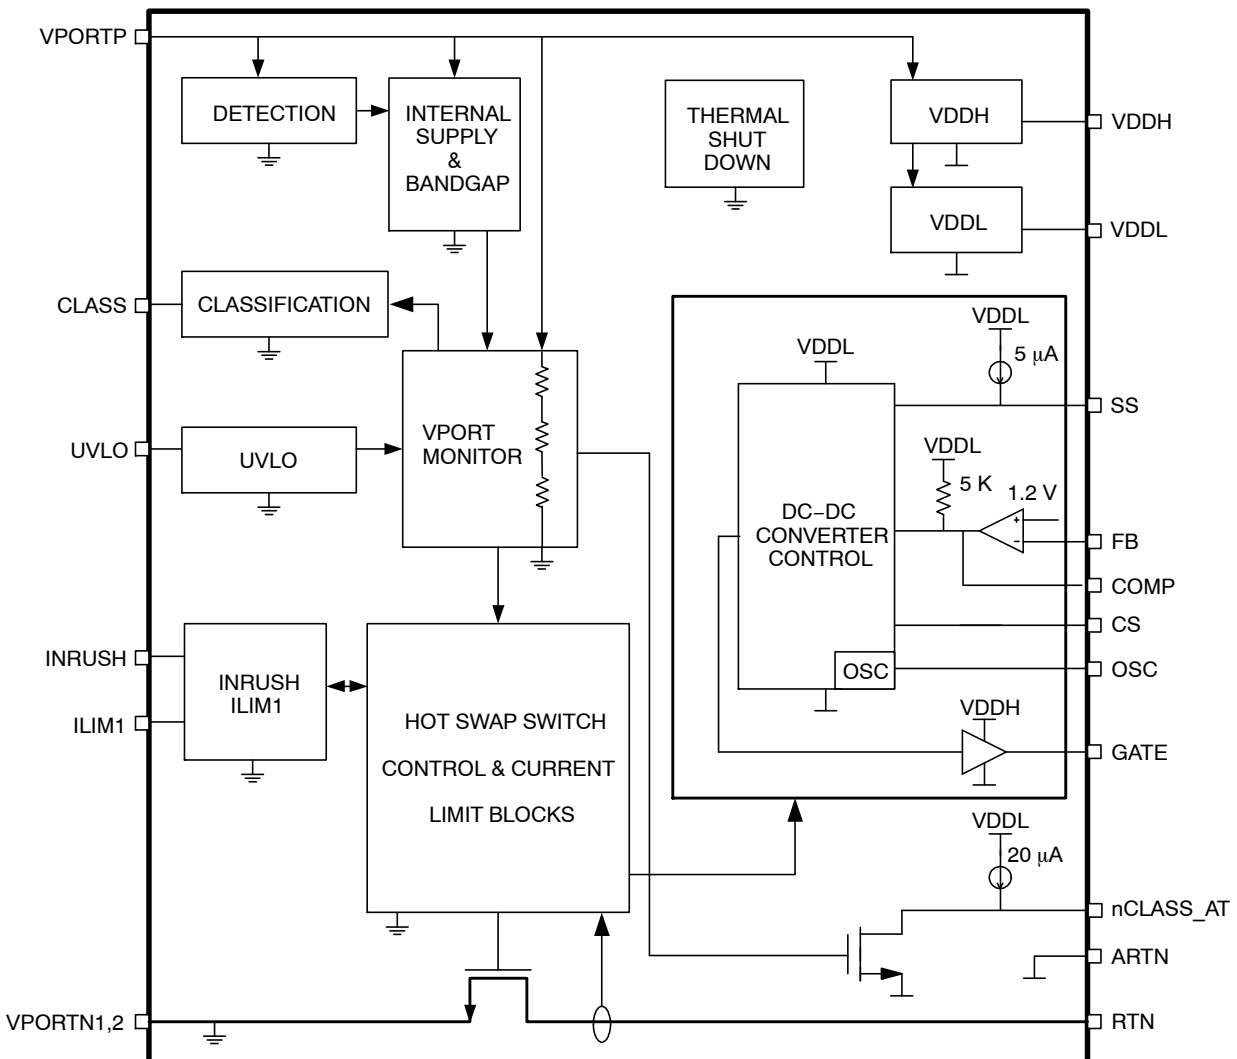 VPORTP
DETECTION
INTERNAL
SUPPLY
&
BANDGAP
THERMAL
SHUT
DOWN
VDDH
VDDH
VDDL
VDDL
CLASS
CLASSIFICATION
VDDL
5 μA
VDDL
SS
UVLO
UVLO
VPORT
MONITOR
VDDL
5 K
1.2 V
+
−
DC−DC
CONVERTER
CONTROL
FB
COMP
CS
OSC
OSC
INRUSH
ILIM1
INRUSH
ILIM1
HOT SWAP SWITCH
CONTROL & CURRENT
LIMIT BLOCKS
VDDH
GATE
VDDL
20 μA
nCLASS_AT
ARTN
VPORTN1,2
RTN